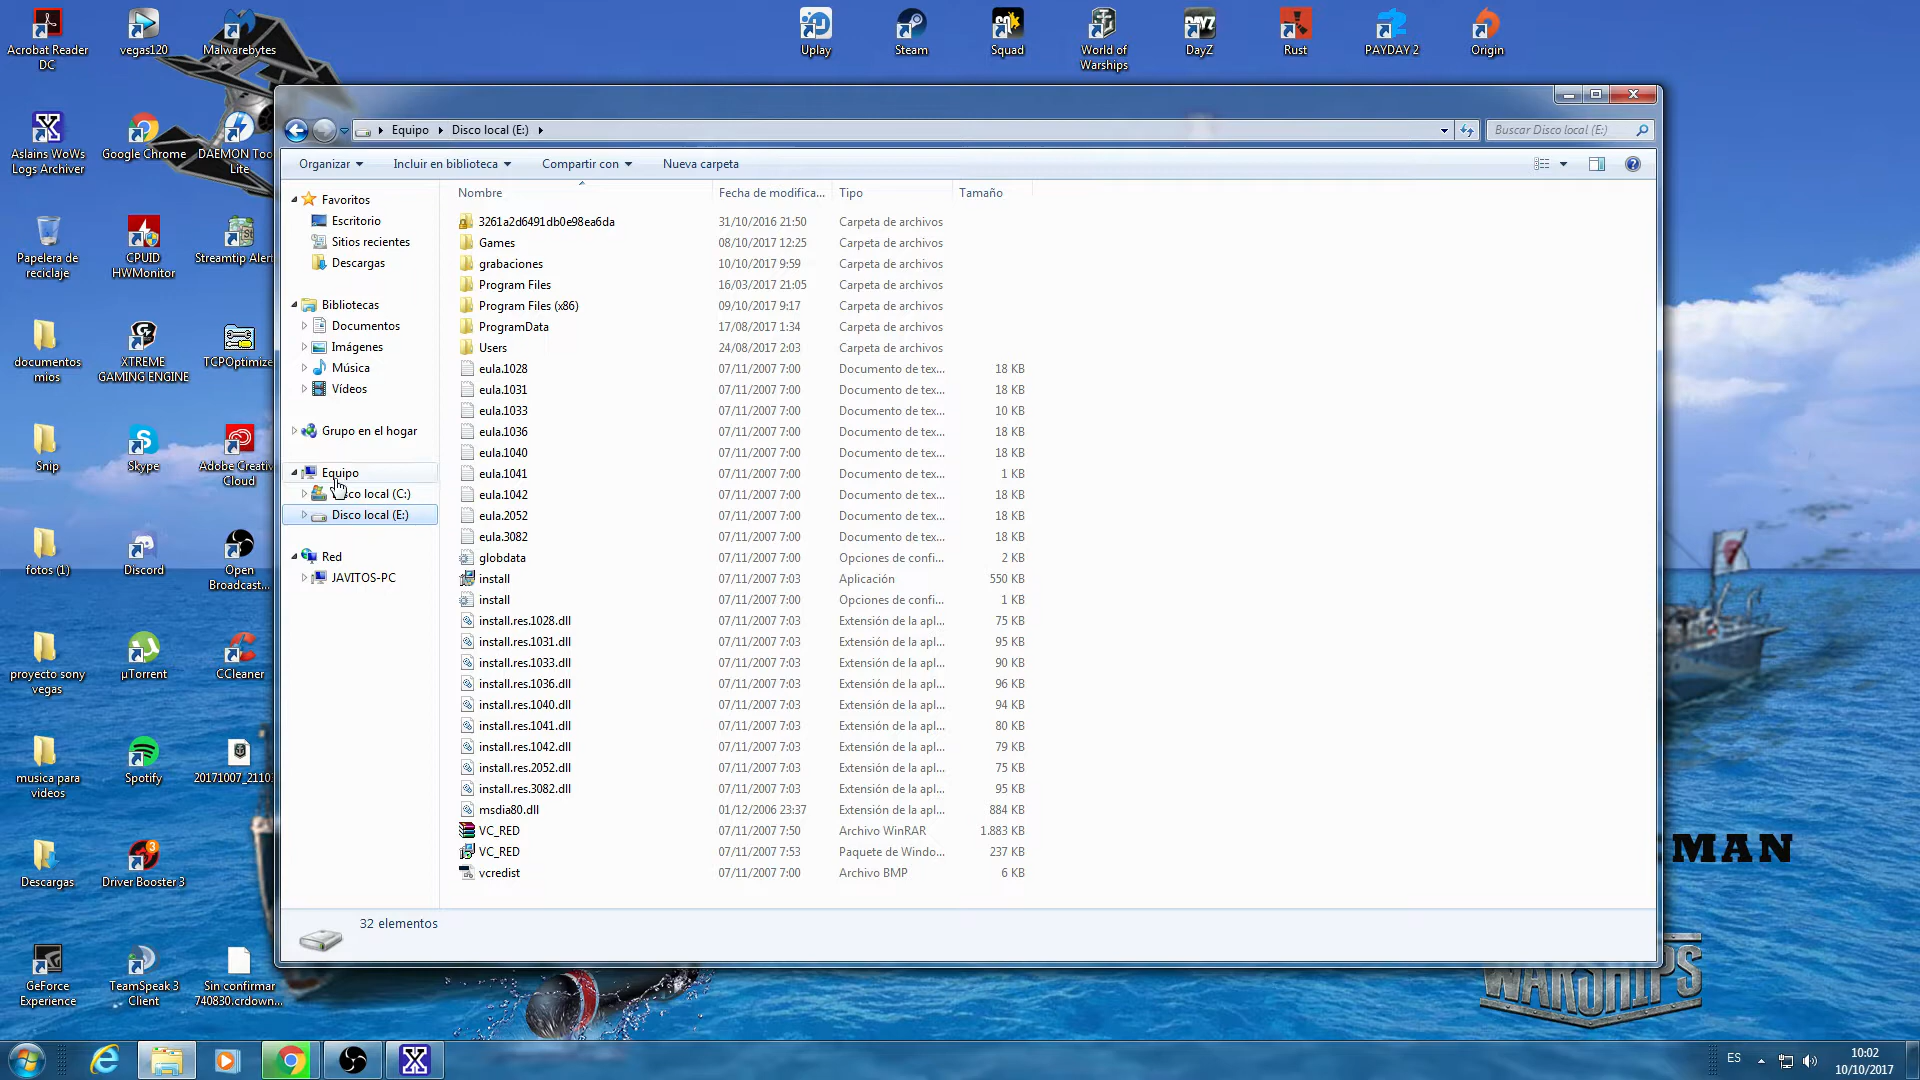 Acrobat Reader
DC
vegas120
Malwarebytes
Uplay
Steam
Squad
World of
Warships
DayZ
Rust
PAYDAY 2
Origin
Aslains WoWs
Logs Archiver
Google Chrome
DAEMON Too
Lite
Papelera de
reciclaje
CPUID
HWMonitor
Streamtip Alert
documentos
mios
XTREME
GAMING ENGINE
TCPOptimize
Snip
Skype
Adobe Creati
Cloud
fotos (1)
Discord
Open
Broadcast...
proyecto sony
vegas
µTorrent
CCleaner
musica para
videos
Spotify
20171007_2110
Descargas
Driver Booster 3
GeForce
Experience
TeamSpeak 3
Client
Sin confirmar
740830.crdown...
Equipo
Disco local (E:)
Buscar Disco local (E:)
Organizar
Incluir en biblioteca
Compartir con
Nueva carpeta
Favoritos
Escritorio
Sitios recientes
Descargas
Bibliotecas
Documentos
Imágenes
Música
Vídeos
Grupo en el hogar
Equipo
Disco local (C:)
Disco local (E:)
Red
JAVITOS-PC
Nombre Fecha de modifica... Tipo Tamaño
3261a2d6491db0e98ea6da 31/10/2016 21:50 Carpeta de archivos
Games 08/10/2017 12:25 Carpeta de archivos
grabaciones 10/10/2017 9:59 Carpeta de archivos
Program Files 16/03/2017 21:05 Carpeta de archivos
Program Files (x86) 09/10/2017 9:17 Carpeta de archivos
ProgramData 17/08/2017 1:34 Carpeta de archivos
Users 24/08/2017 2:03 Carpeta de archivos
eula.1028 07/11/2007 7:00 Documento de tex... 18 KB
eula.1031 07/11/2007 7:00 Documento de tex... 18 KB
eula.1033 07/11/2007 7:00 Documento de tex... 10 KB
eula.1036 07/11/2007 7:00 Documento de tex... 18 KB
eula.1040 07/11/2007 7:00 Documento de tex... 18 KB
eula.1041 07/11/2007 7:00 Documento de tex... 1 KB
eula.1042 07/11/2007 7:00 Documento de tex... 18 KB
eula.2052 07/11/2007 7:00 Documento de tex... 18 KB
eula.3082 07/11/2007 7:00 Documento de tex... 18 KB
globdata 07/11/2007 7:00 Opciones de confi... 2 KB
install 07/11/2007 7:03 Aplicación 550 KB
install 07/11/2007 7:00 Opciones de confi... 1 KB
install.res.1028.dll 07/11/2007 7:03 Extensión de la apl... 75 KB
install.res.1031.dll 07/11/2007 7:03 Extensión de la apl... 95 KB
install.res.1033.dll 07/11/2007 7:03 Extensión de la apl... 90 KB
install.res.1036.dll 07/11/2007 7:03 Extensión de la apl... 96 KB
install.res.1040.dll 07/11/2007 7:03 Extensión de la apl... 94 KB
install.res.1041.dll 07/11/2007 7:03 Extensión de la apl... 80 KB
install.res.1042.dll 07/11/2007 7:03 Extensión de la apl... 79 KB
install.res.2052.dll 07/11/2007 7:03 Extensión de la apl... 75 KB
install.res.3082.dll 07/11/2007 7:03 Extensión de la apl... 95 KB
msdia80.dll 01/12/2006 23:37 Extensión de la apl... 884 KB
VC_RED 07/11/2007 7:50 Archivo WinRAR 1.883 KB
VC_RED 07/11/2007 7:53 Paquete de Windo... 237 KB
vcredist 07/11/2007 7:00 Archivo BMP 6 KB
32 elementos
MAN
WARSHIPS
ES
10:02
10/10/2017